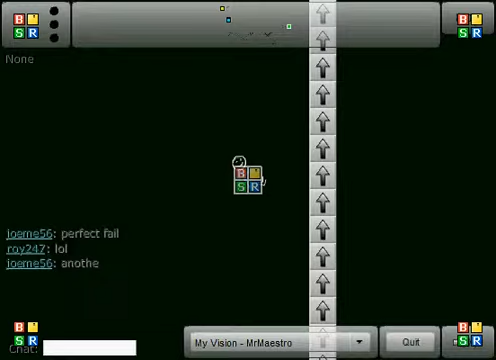 B
S R
B
S R
None
B
S R
joeme56: perfect fail
roy247: lol
joeme56: anothe
B
S R
B
S R
Chat:
My Vision - MrMaestro
Quit